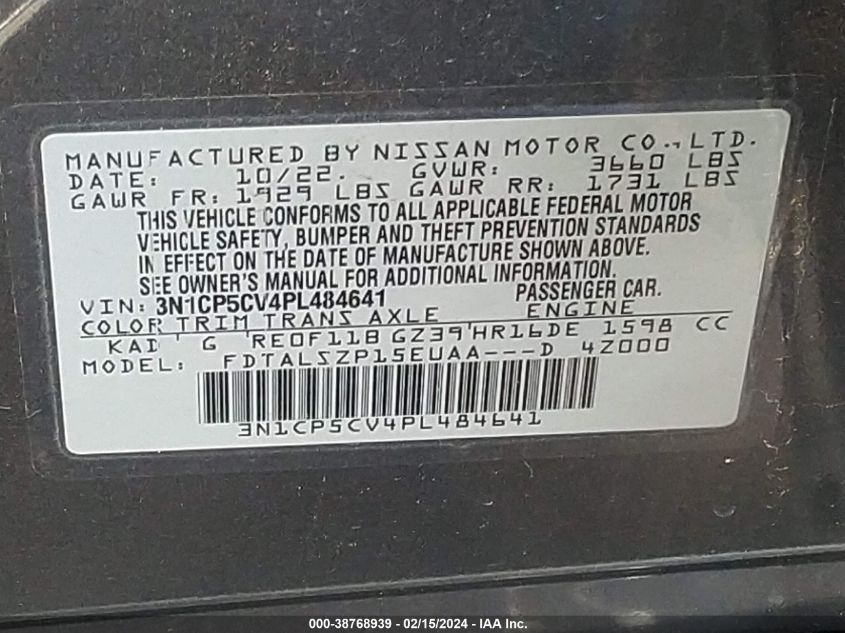 MANUFACTURED BY NISSAN MOTOR CO., LTD.
DATE: 10/22. GVWR: 3660 LBS
GAWR FR: 1929 LBS GAWR RR: 1731 LBS
THIS VEHICLE CONFORMS TO ALL APPLICABLE FEDERAL MOTOR
VEHICLE SAFETY, BUMPER AND THEFT PREVENTION STANDARDS
IN EFFECT ON THE DATE OF MANUFACTURE SHOWN ABOVE.
SEE OWNER'S MANUAL FOR ADDITIONAL INFORMATION.
VIN: 3N1CP5CV4PL484641 PASSENGER CAR.
COLOR TRIM TRANS AXLE ENGINE
KAD G RE0F11B GZ39 HR16DE 1598 CC
MODEL: FDTALSZP15EUAA---D 4Z000
3N1CP5CV4PL484641
000-38768939 - 02/15/2024 - IAA Inc.